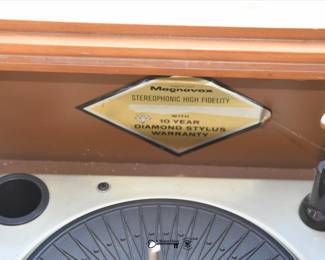 Magnavox
STEREOPHONIC HIGH FIDELITY
WITH
10 YEAR
DIAMOND STYLUS
WARRANTY